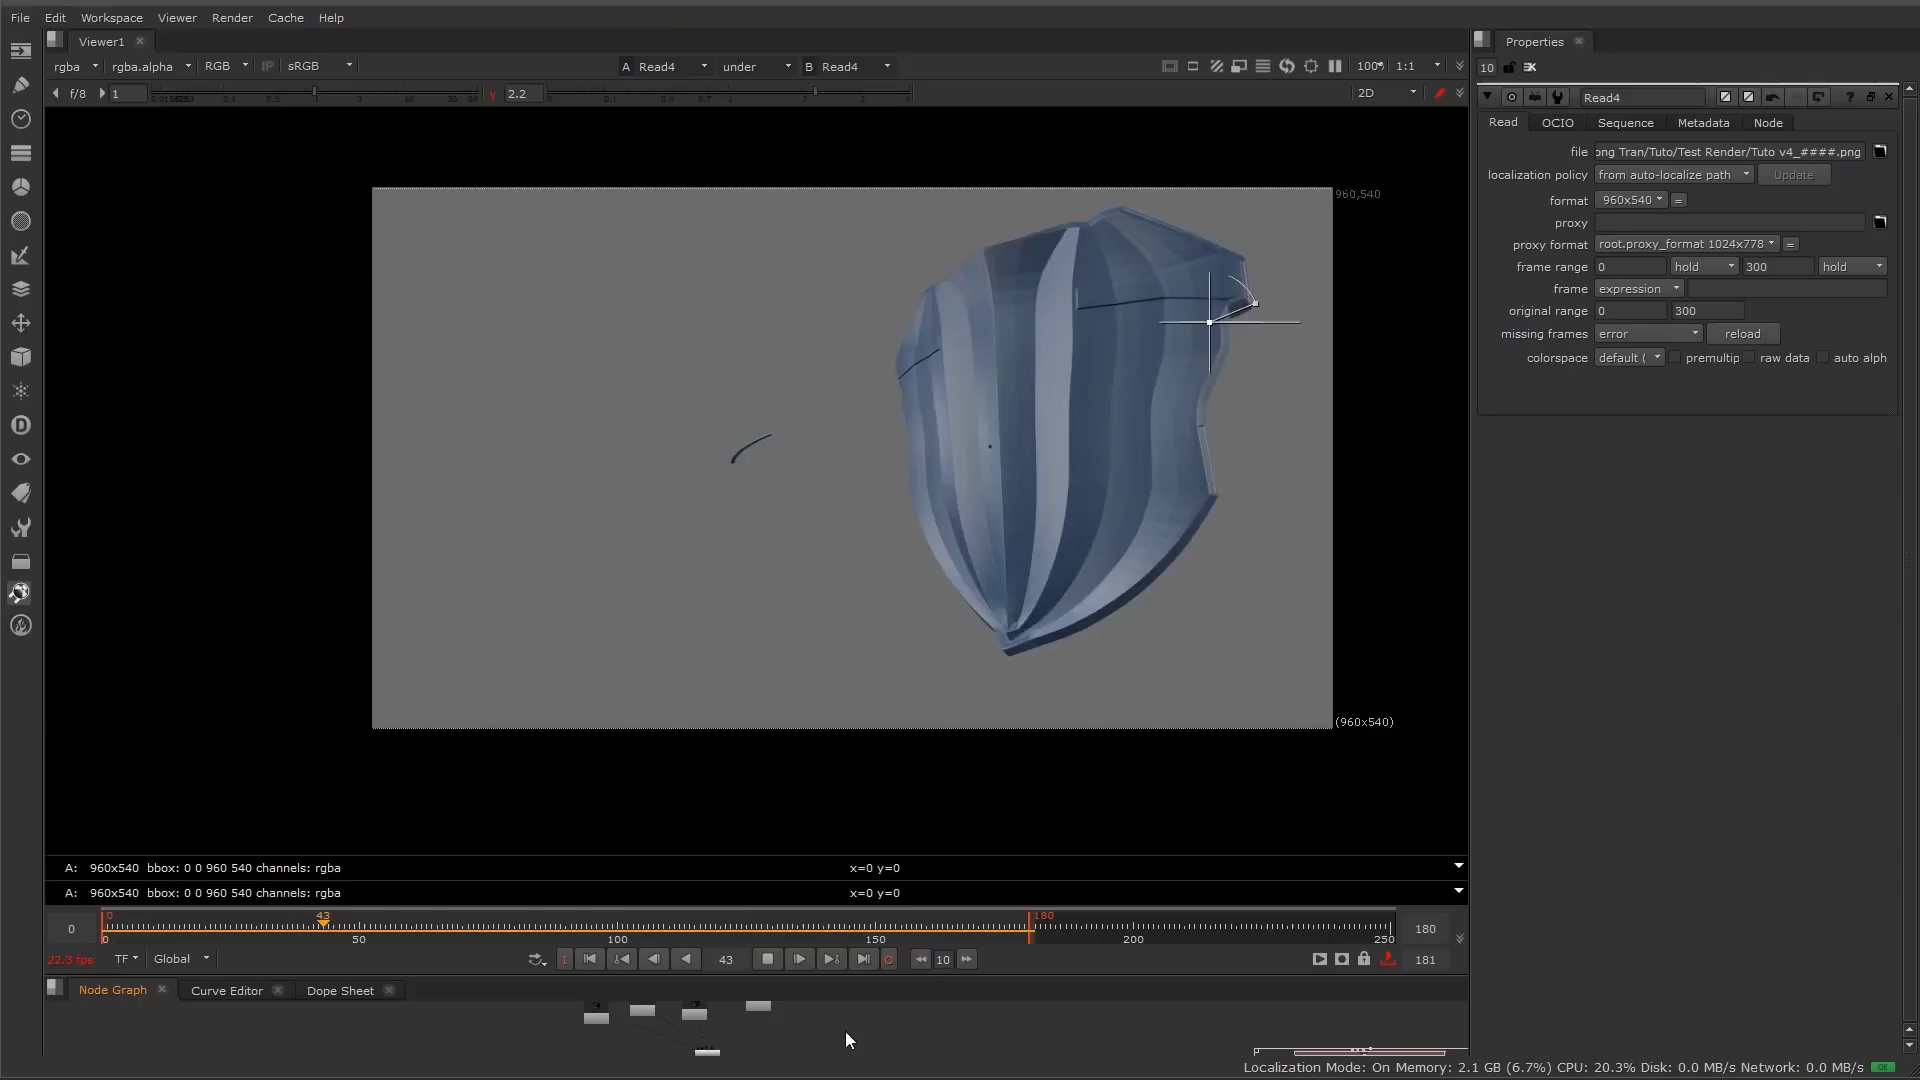 File Edit Workspace Viewer Render Cache Help
Viewer1
Properties
rgba rgba.alpha RGB IP sRGB A Read4 under B Read4 100% 1:1
10
f/8 1 γ 2.2 2D
Read4
Read OCIO Sequence Metadata Node
file ong Tran/Tuto/Test Render/Tuto v4_####.png
localization policy from auto-localize path Update
format 960x540 =
proxy
proxy format root.proxy_format 1024x778 =
frame range 0 hold 300 hold
frame expression
original range 0 300
missing frames error reload
colorspace default ( premultip raw data auto alph
960,540
(960x540)
A: 960x540 bbox: 0 0 960 540 channels: rgba x=0 y=0
A: 960x540 bbox: 0 0 960 540 channels: rgba x=0 y=0
0 0 43 180 180
0 50 100 150 200 250
22.3 fps TF Global I 43 O 10 181
Node Graph Curve Editor Dope Sheet
Localization Mode: On Memory: 2.1 GB (6.7%) CPU: 20.3% Disk: 0.0 MB/s Network: 0.0 MB/s